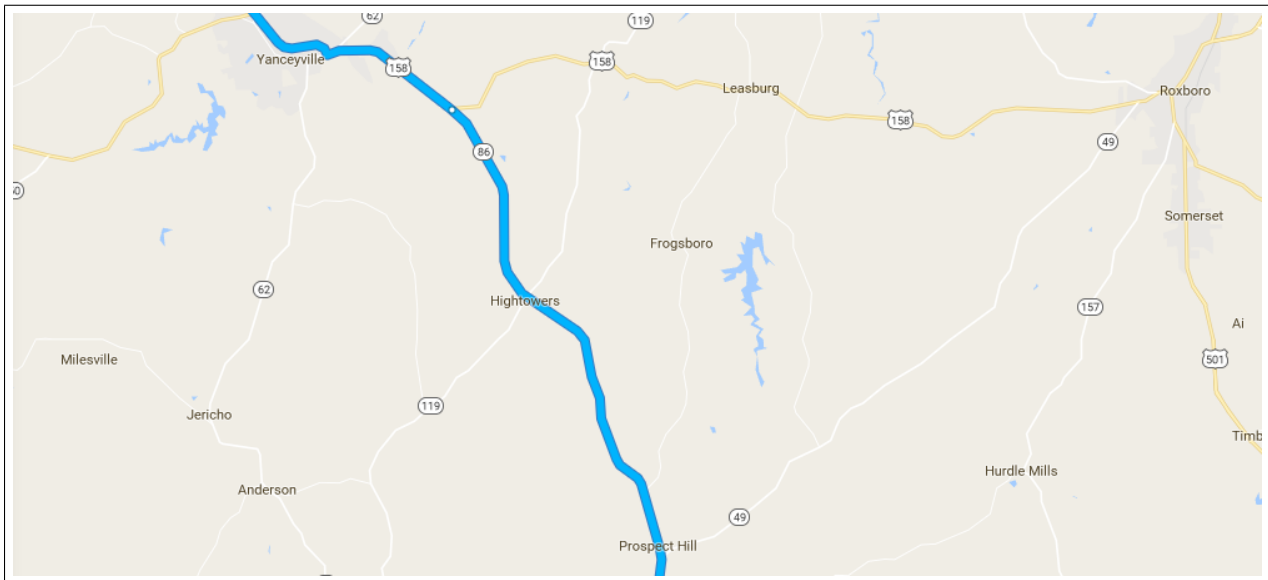 62
119
Yanceyville
158
158
Leasburg
Roxboro
158
49
86
Somerset
Frogsboro
62
Hightowers
157
Ai
Milesville
501
119
Jericho
Timb
Hurdle Mills
Anderson
49
Prospect Hill